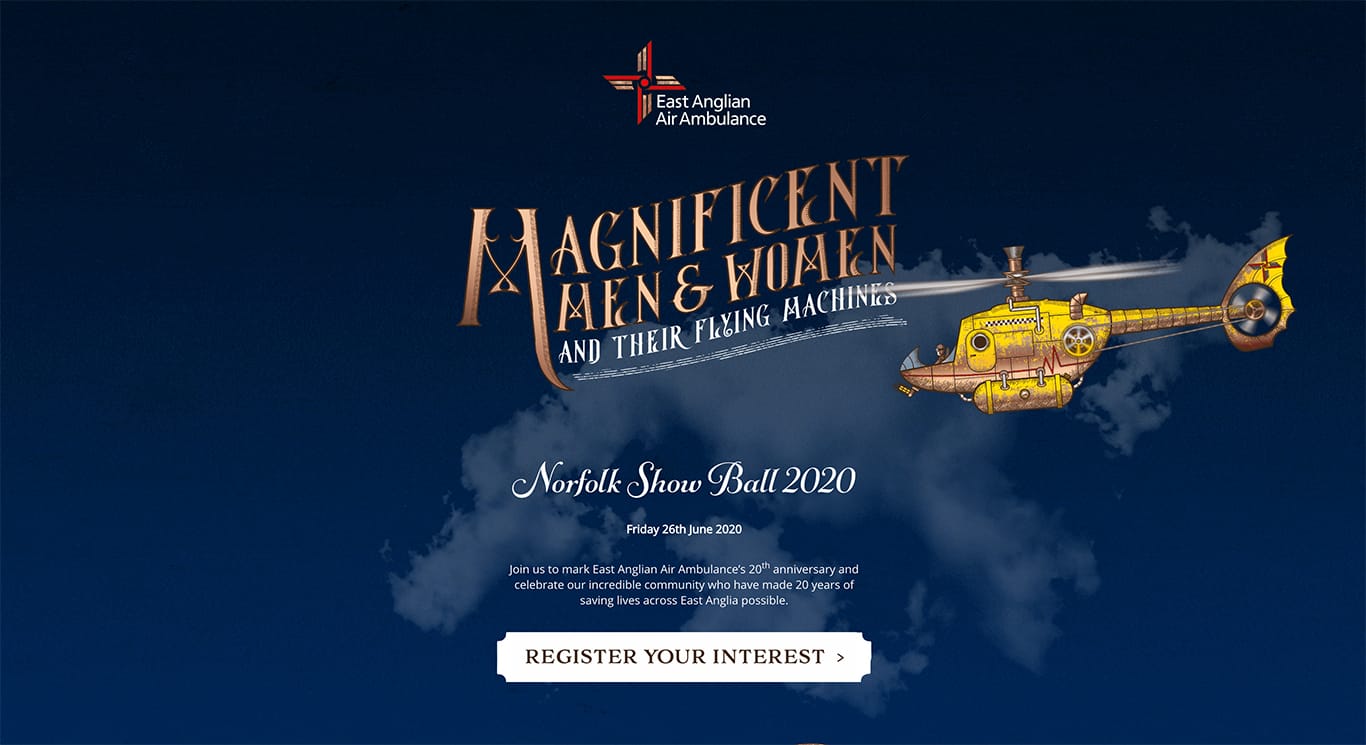 East Anglian
Air Ambulance
MAGNIFICENT
MEN & WOMEN
AND THEIR FLYING MACHINES
Norfolk Show Ball 2020
Friday 26th June 2020
Join us to mark East Anglian Air Ambulance’s 20th anniversary and
celebrate our incredible community who have made 20 years of
saving lives across East Anglia possible.
REGISTER YOUR INTEREST >